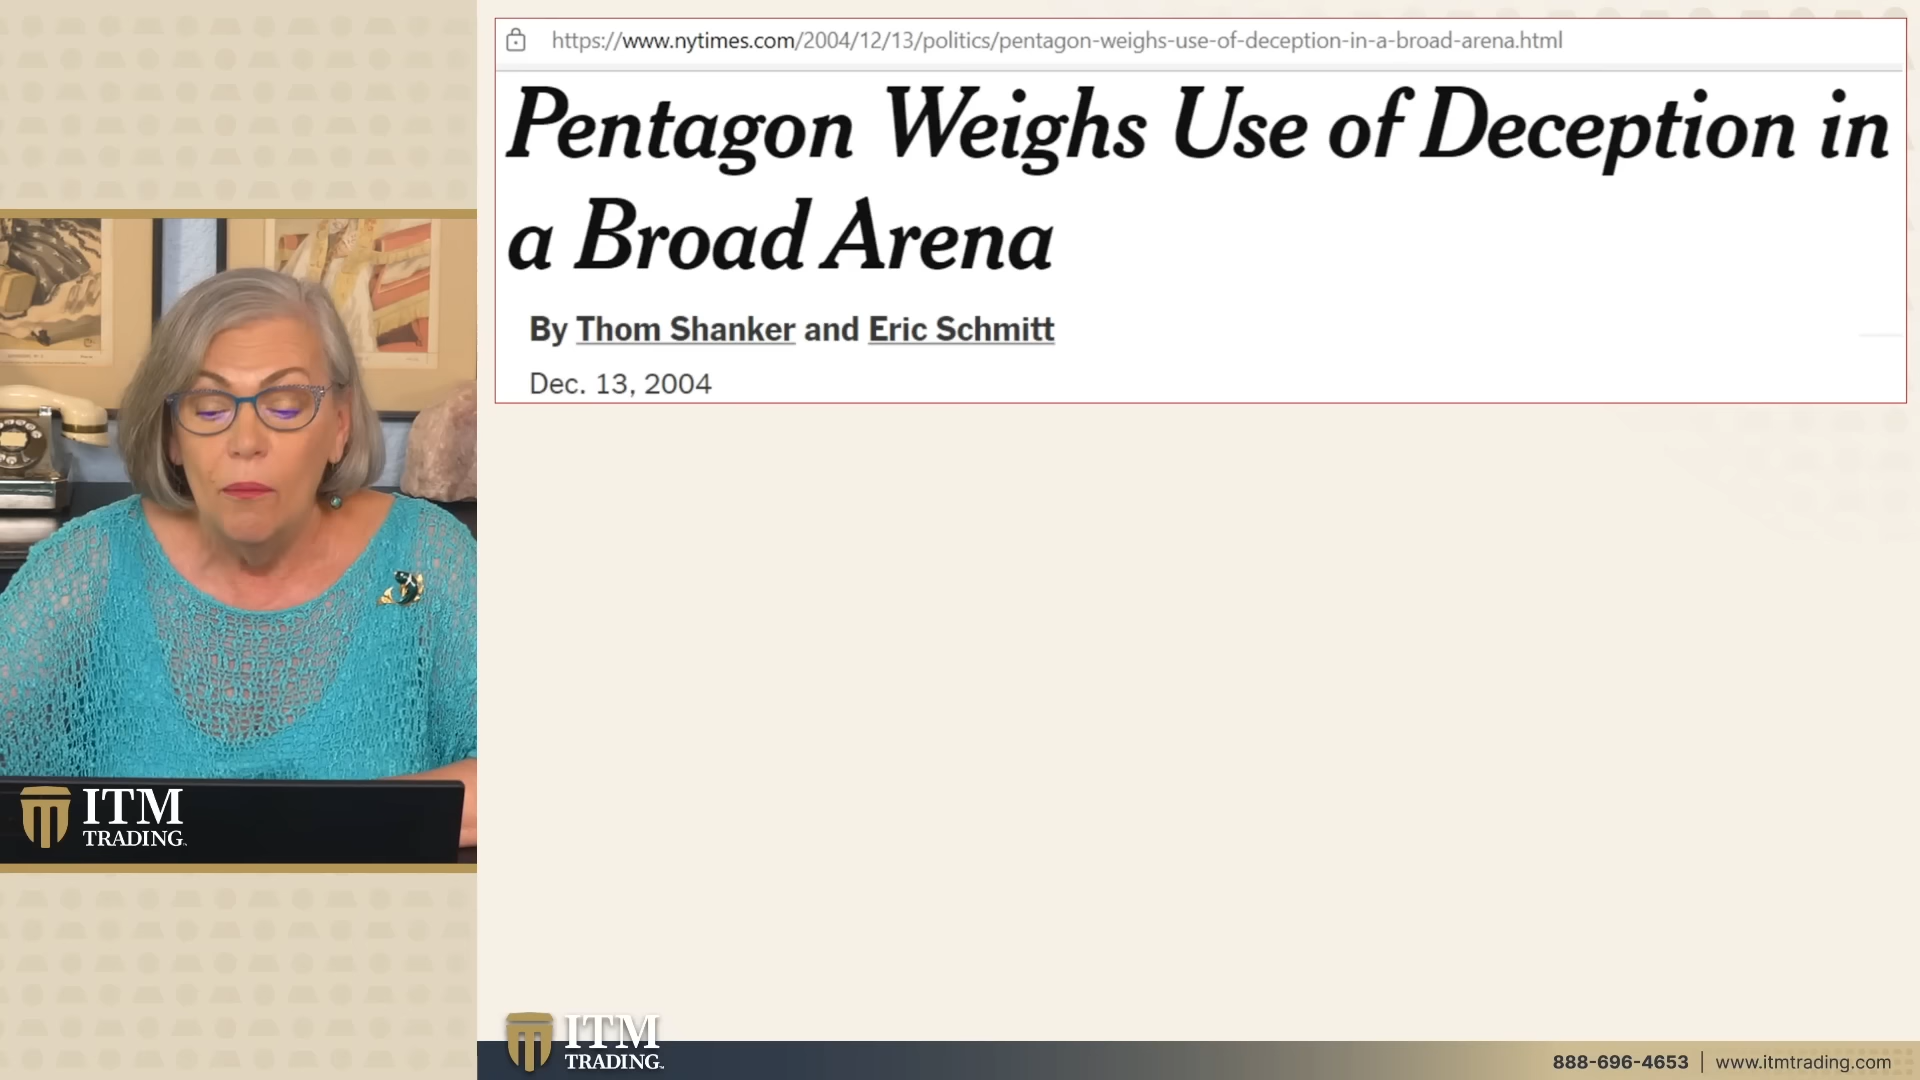 https://www.nytimes.com/2004/12/13/politics/pentagon-weighs-use-of-deception-in-a-broad-arena.html
Pentagon Weighs Use of Deception in
a Broad Arena
By Thom Shanker and Eric Schmitt
Dec. 13, 2004
ITM
TRADING
ITM
TRADING
888-696-4653 | www.itmtrading.com